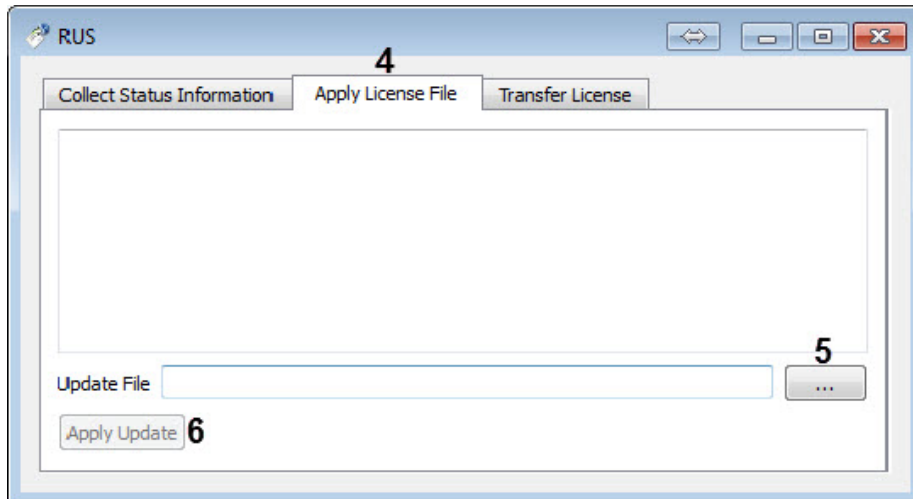 RUS
4
Collect Status Information Apply License File Transfer License
5
Update File ...
Apply Update 6